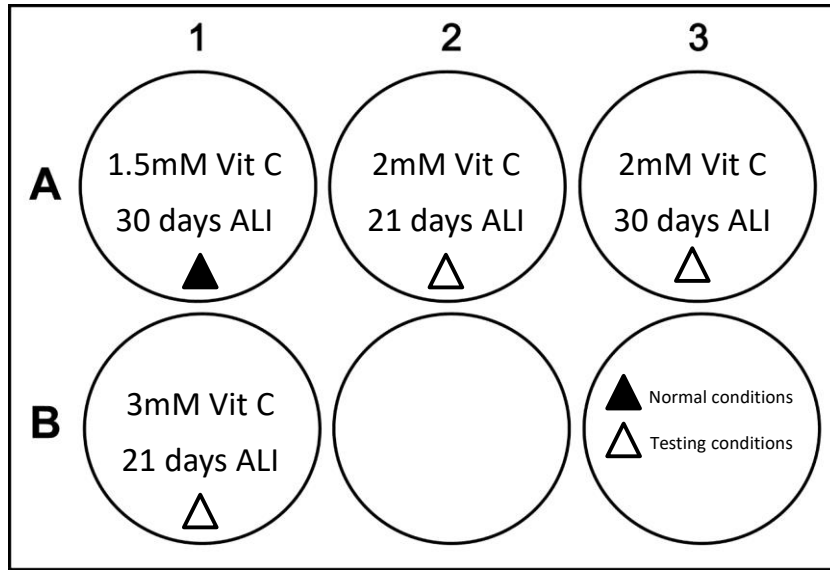 1 2 3
A
1.5mM Vit C
30 days ALI
2mM Vit C
21 days ALI
2mM Vit C
30 days ALI
B
3mM Vit C
21 days ALI
Normal conditions
Testing conditions